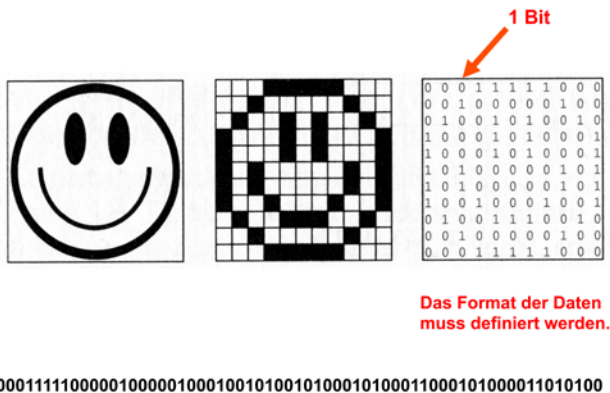 1 Bit
0 0 0 1 1 1 1 1 0 0 0
0 0 1 0 0 0 0 0 1 0 0
0 1 0 0 1 0 1 0 0 1 0
1 0 0 0 1 0 1 0 0 0 1
1 0 0 0 1 0 1 0 0 0 1
1 0 1 0 0 0 0 0 1 0 1
1 0 1 0 0 0 0 0 1 0 1
1 0 0 1 0 0 0 1 0 0 1
0 1 0 0 1 1 1 0 0 1 0
0 0 1 0 0 0 0 0 1 0 0
0 0 0 1 1 1 1 1 0 0 0
Das Format der Daten
muss definiert werden.
00011111000001000001000100101001010001010001100010100001​1010100